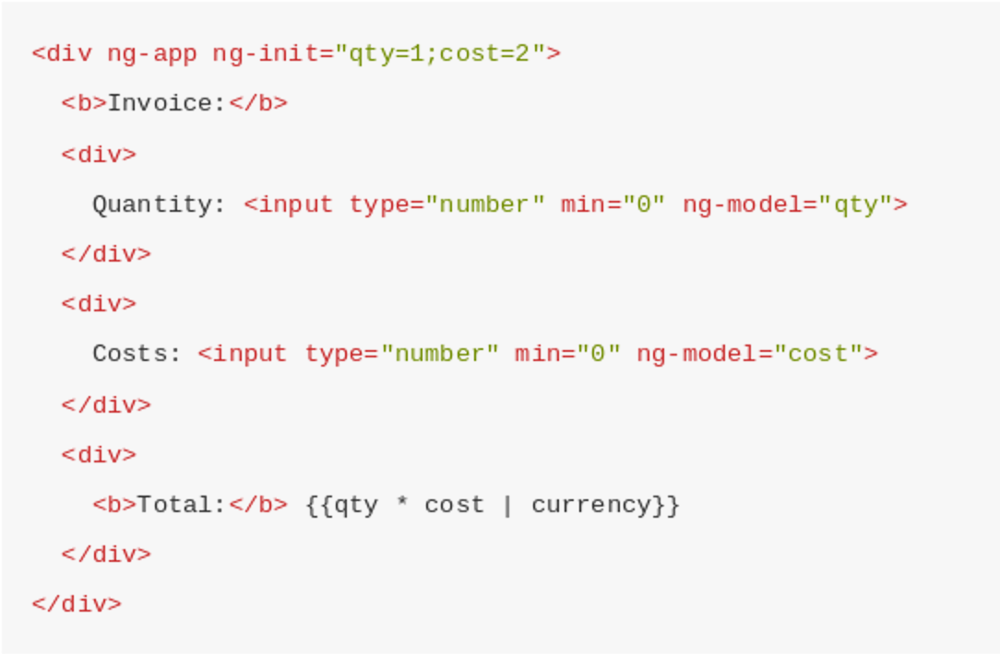 <div ng-app ng-init="qty=1;cost=2">
  <b>Invoice:</b>
  <div>
    Quantity: <input type="number" min="0" ng-model="qty">
  </div>
  <div>
    Costs: <input type="number" min="0" ng-model="cost">
  </div>
  <div>
    <b>Total:</b> {{qty * cost | currency}}
  </div>
</div>